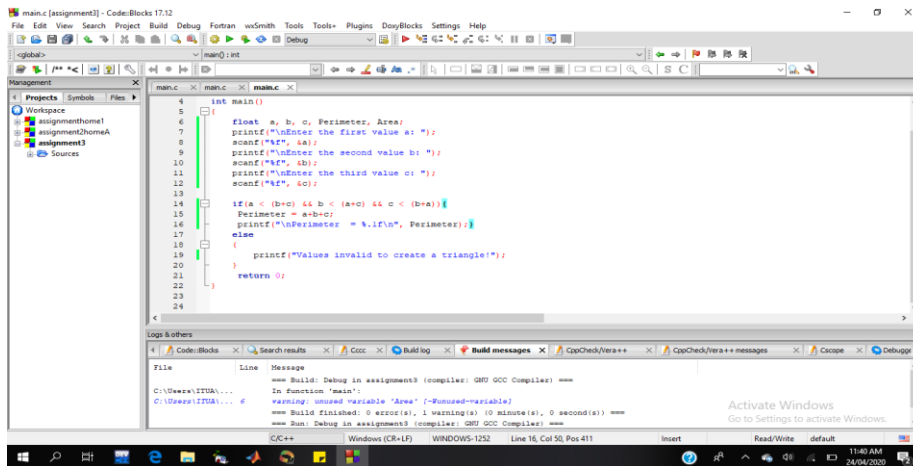 main.c [assignment3] - Code::Blocks 17.12
File Edit View Search Project Build Debug Fortran wxSmith Tools Tools+ Plugins DoxyBlocks Settings Help
Debug
<global> main() : int
/** *< S C
Management
Projects Symbols Files
main.c main.c main.c
Workspace
assignmenthome1
assignment2homeA
assignment3
Sources
4 int main()
5 {
6 float a, b, c, Perimeter, Area;
7 printf("\nEnter the first value a: ");
8 scanf("%f", &a);
9 printf("\nEnter the second value b: ");
10 scanf("%f", &b);
11 printf("\nEnter the third value c: ");
12 scanf("%f", &c);
13
14 if(a < (b+c) && b < (a+c) && c < (b+a)){
15 Perimeter = a+b+c;
16 printf("\nPerimeter = %.1f\n", Perimeter);}
17 else
18 {
19 printf("Values invalid to create a triangle!");
20 }
21 return 0;
22 }
23
24
Logs & others
Code::Blocks Search results Cccc Build log Build messages CppCheck/Vera++ CppCheck/Vera++ messages Cscope Debugge
File Line Message
=== Build: Debug in assignment3 (compiler: GNU GCC Compiler) ===
C:\Users\ITUA\... In function 'main':
C:\Users\ITUA\... 6 warning: unused variable 'Area' [-Wunused-variable]
=== Build finished: 0 error(s), 1 warning(s) (0 minute(s), 0 second(s)) ===
=== Run: Debug in assignment3 (compiler: GNU GCC Compiler) ===
Activate Windows
Go to Settings to activate Windows.
C/C++ Windows (CR+LF) WINDOWS-1252 Line 16, Col 50, Pos 411 Insert Read/Write default
11:40 AM
24/04/2020